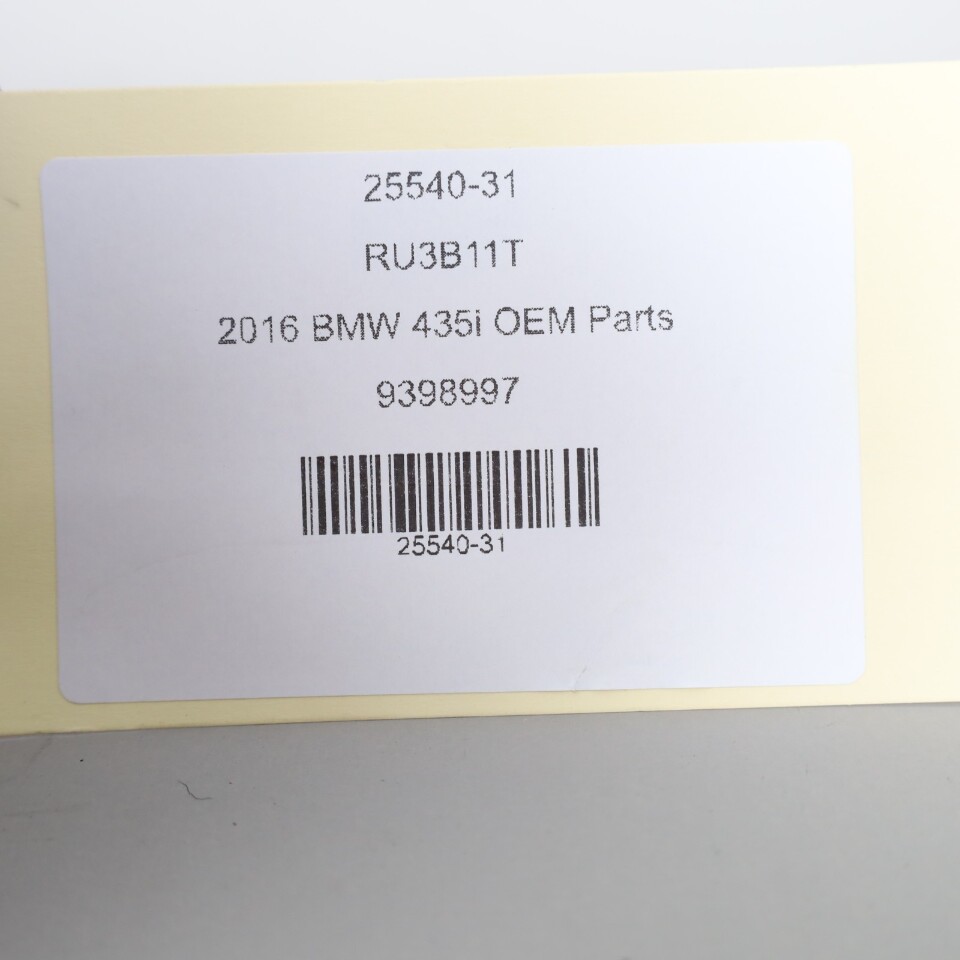 25540-31
RU3B11T
2016 BMW 435i OEM Parts
9398997
25540-31